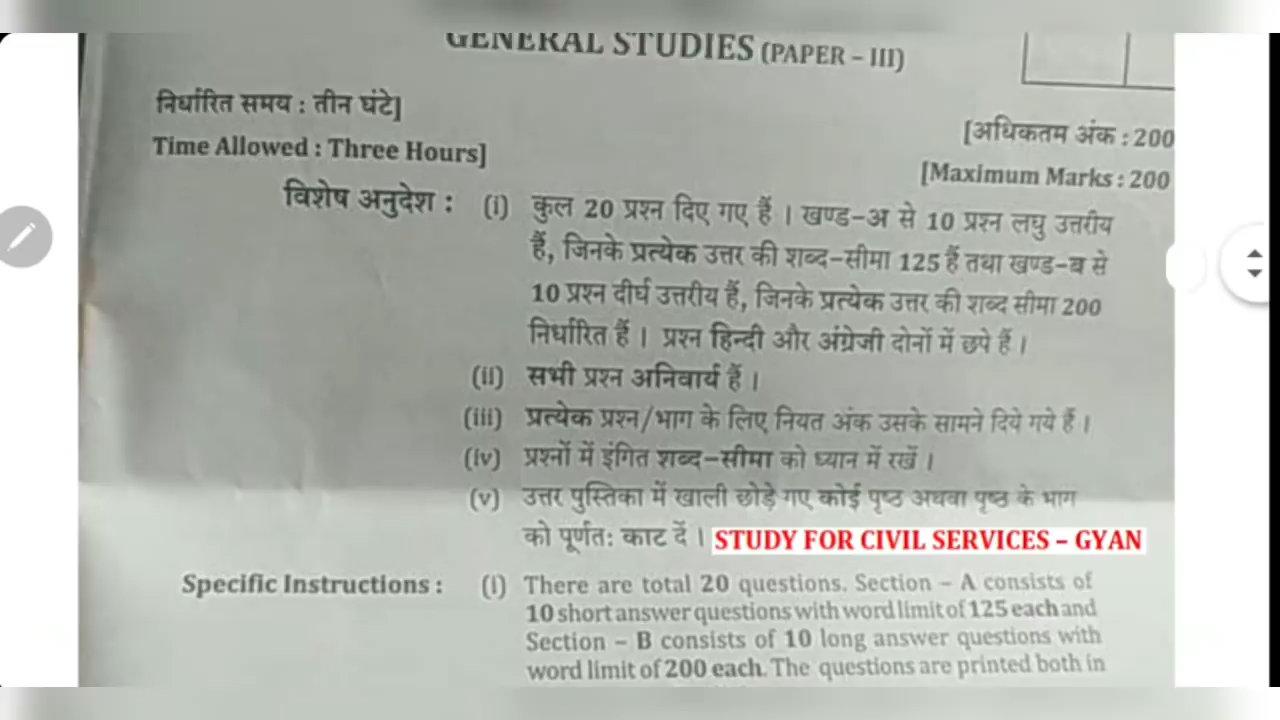 GENERAL STUDIES (PAPER – III)
निर्धारित समय : तीन घंटे]
[अधिकतम अंक : 200
Time Allowed : Three Hours]
[Maximum Marks : 200
विशेष अनुदेश : (i) कुल 20 प्रश्न दिए गए हैं । खण्ड-अ से 10 प्रश्न लघु उत्तरीय
हैं, जिनके प्रत्येक उत्तर की शब्द-सीमा 125 हैं तथा खण्ड-ब से
10 प्रश्न दीर्घ उत्तरीय हैं, जिनके प्रत्येक उत्तर की शब्द सीमा 200
निर्धारित हैं । प्रश्न हिन्दी और अंग्रेजी दोनों में छपे हैं ।
(ii) सभी प्रश्न अनिवार्य हैं ।
(iii) प्रत्येक प्रश्न/भाग के लिए नियत अंक उसके सामने दिये गये हैं ।
(iv) प्रश्नों में इंगित शब्द-सीमा को ध्यान में रखें ।
(v) उत्तर पुस्तिका में खाली छोड़े गए कोई पृष्ठ अथवा पृष्ठ के भाग
को पूर्णत: काट दें । STUDY FOR CIVIL SERVICES – GYAN
Specific Instructions : (i) There are total 20 questions. Section – A consists of
10 short answer questions with word limit of 125 each and
Section – B consists of 10 long answer questions with
word limit of 200 each. The questions are printed both in